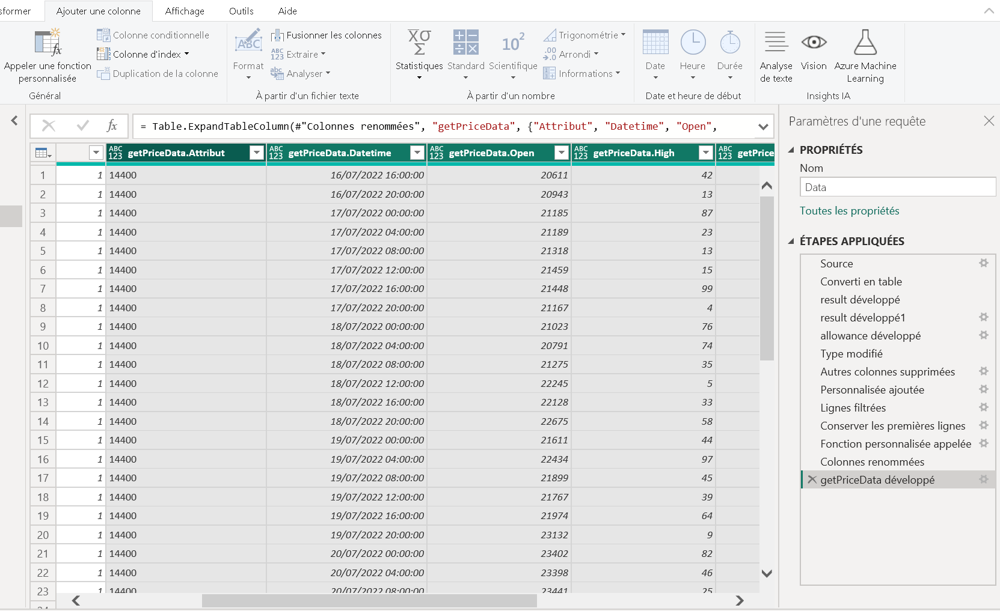 sformer Ajouter une colonne Affichage Outils Aide
Appeler une fonction personnalisée
Colonne conditionnelle
Colonne d'index
Duplication de la colonne
Général
ABC
Format
Fusionner les colonnes
ABC 123 Extraire
abc Analyser
À partir d'un fichier texte
XΣσ Statistiques
Standard
10² Scientifique
Trigonométrie
.00 .0 Arrondi
Informations
À partir d'un nombre
Date
Heure
Durée
Date et heure de début
Analyse de texte
Vision
Azure Machine Learning
Insights IA
fx = Table.ExpandTableColumn(#"Colonnes renommées", "getPriceData", {"Attribut", "Datetime", "Open",
ABC 123 getPriceData.Attribut ABC 123 getPriceData.Datetime ABC 123 getPriceData.Open ABC 123 getPriceData.High ABC 123 getPrice
1 1 14400 16/07/2022 16:00:00 20611 42
2 1 14400 16/07/2022 20:00:00 20943 13
3 1 14400 17/07/2022 00:00:00 21185 87
4 1 14400 17/07/2022 04:00:00 21189 23
5 1 14400 17/07/2022 08:00:00 21318 13
6 1 14400 17/07/2022 12:00:00 21459 15
7 1 14400 17/07/2022 16:00:00 21448 99
8 1 14400 17/07/2022 20:00:00 21167 4
9 1 14400 18/07/2022 00:00:00 21023 76
10 1 14400 18/07/2022 04:00:00 20791 74
11 1 14400 18/07/2022 08:00:00 21275 35
12 1 14400 18/07/2022 12:00:00 22245 5
13 1 14400 18/07/2022 16:00:00 22128 33
14 1 14400 18/07/2022 20:00:00 22675 58
15 1 14400 19/07/2022 00:00:00 21611 44
16 1 14400 19/07/2022 04:00:00 22434 97
17 1 14400 19/07/2022 08:00:00 21899 45
18 1 14400 19/07/2022 12:00:00 21767 39
19 1 14400 19/07/2022 16:00:00 21974 64
20 1 14400 19/07/2022 20:00:00 23132 9
21 1 14400 20/07/2022 00:00:00 23402 82
22 1 14400 20/07/2022 04:00:00 23398 46
23 1 14400 20/07/2022 08:00:00 23441 25
Paramètres d'une requête
PROPRIÉTÉS
Nom
Data
Toutes les propriétés
ÉTAPES APPLIQUÉES
Source
Converti en table
result développé
result développé1
allowance développé
Type modifié
Autres colonnes supprimées
Personnalisée ajoutée
Lignes filtrées
Conserver les premières lignes
Fonction personnalisée appelée
Colonnes renommées
getPriceData développé